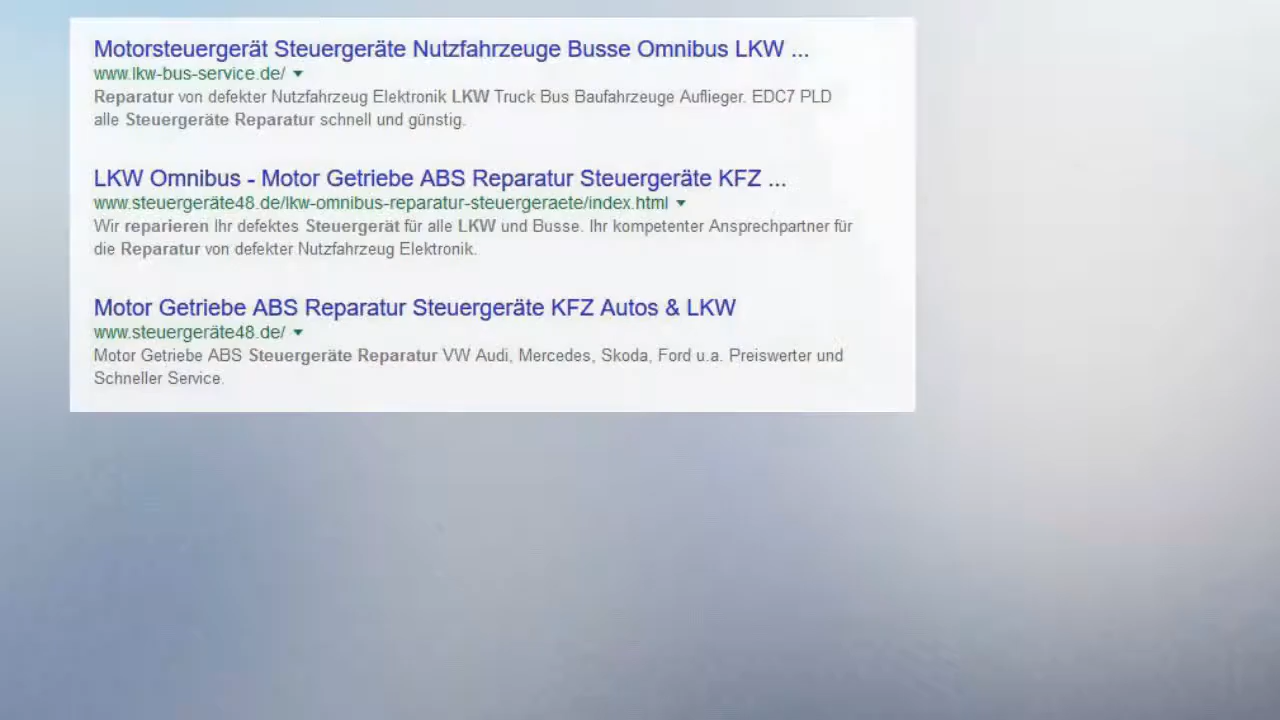 Motorsteuergerät Steuergeräte Nutzfahrzeuge Busse Omnibus LKW ...
www.lkw-bus-service.de/
Reparatur von defekter Nutzfahrzeug Elektronik LKW Truck Bus Baufahrzeuge Auflieger. EDC7 PLD
alle Steuergeräte Reparatur schnell und günstig.
LKW Omnibus - Motor Getriebe ABS Reparatur Steuergeräte KFZ ...
www.steuergeräte48.de/lkw-omnibus-reparatur-steuergeraete/index.html
Wir reparieren Ihr defektes Steuergerät für alle LKW und Busse. Ihr kompetenter Ansprechpartner für
die Reparatur von defekter Nutzfahrzeug Elektronik.
Motor Getriebe ABS Reparatur Steuergeräte KFZ Autos & LKW
www.steuergeräte48.de/
Motor Getriebe ABS Steuergeräte Reparatur VW Audi, Mercedes, Skoda, Ford u.a. Preiswerter und
Schneller Service.